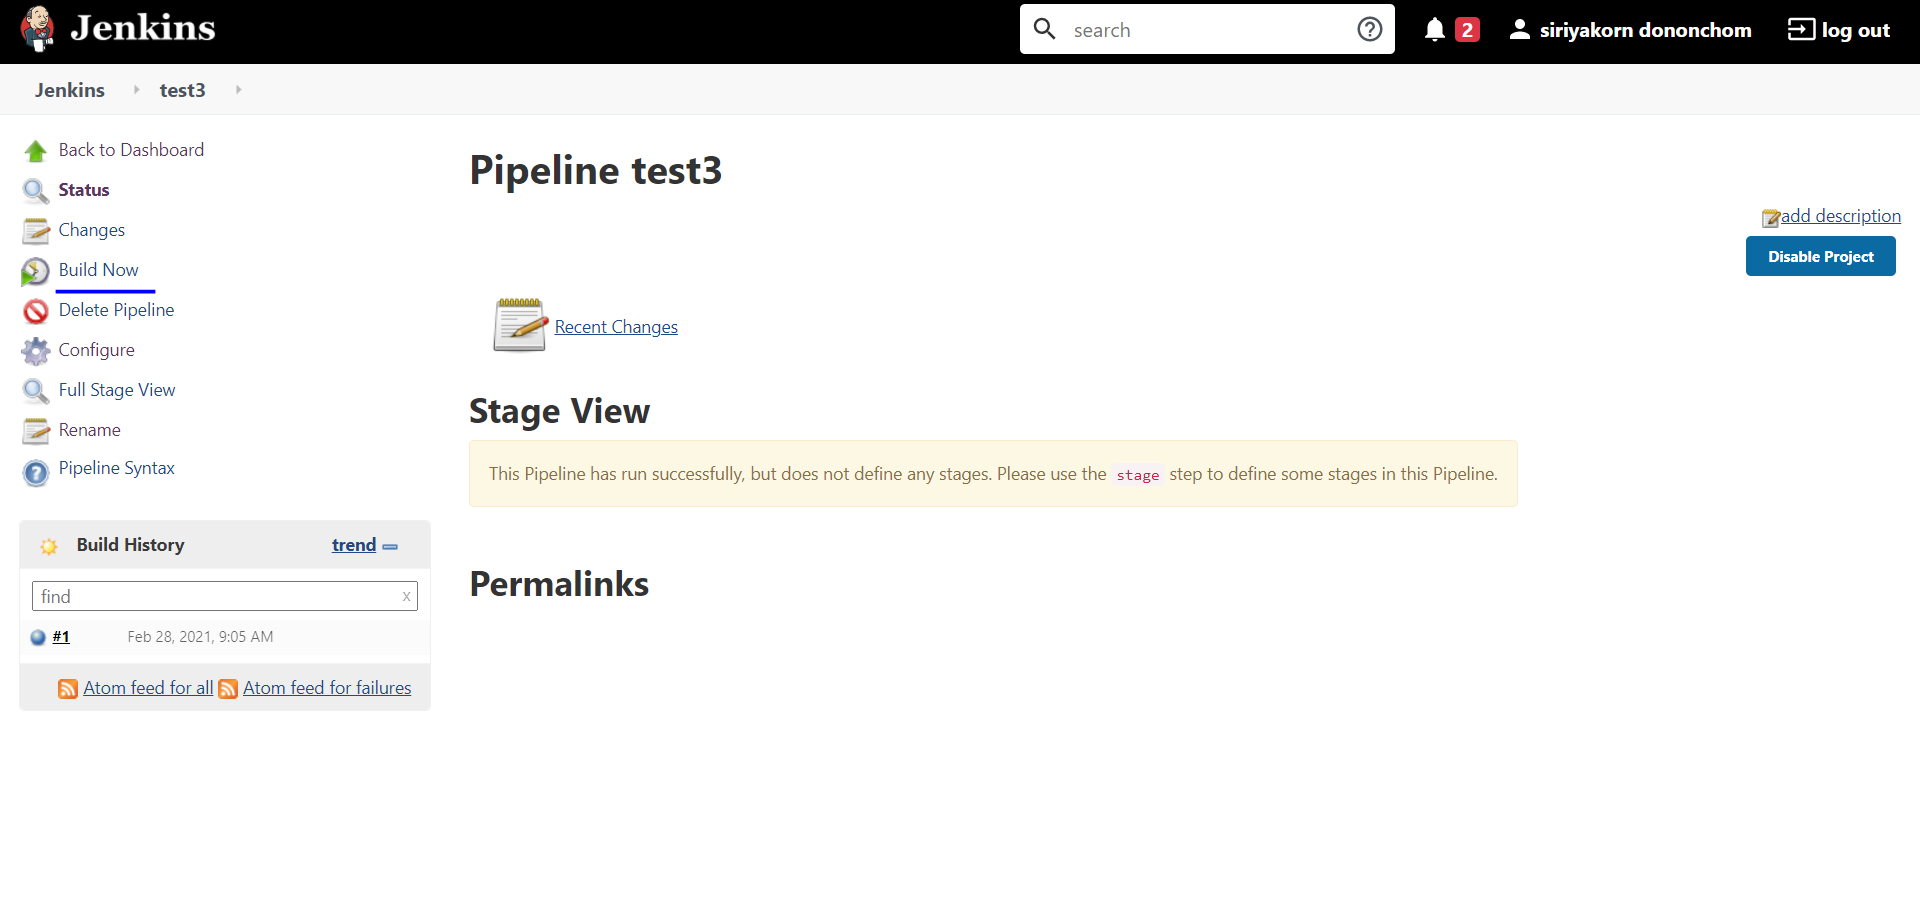 Jenkins
search
2
siriyakorn dononchom
log out
Jenkins
test3
Back to Dashboard
Status
Changes
Build Now
Delete Pipeline
Configure
Full Stage View
Rename
Pipeline Syntax
Build History
trend
find
x
#1
Feb 28, 2021, 9:05 AM
Atom feed for all
Atom feed for failures
Pipeline test3
add description
Disable Project
Recent Changes
Stage View
This Pipeline has run successfully, but does not define any stages. Please use the stage step to define some stages in this Pipeline.
Permalinks